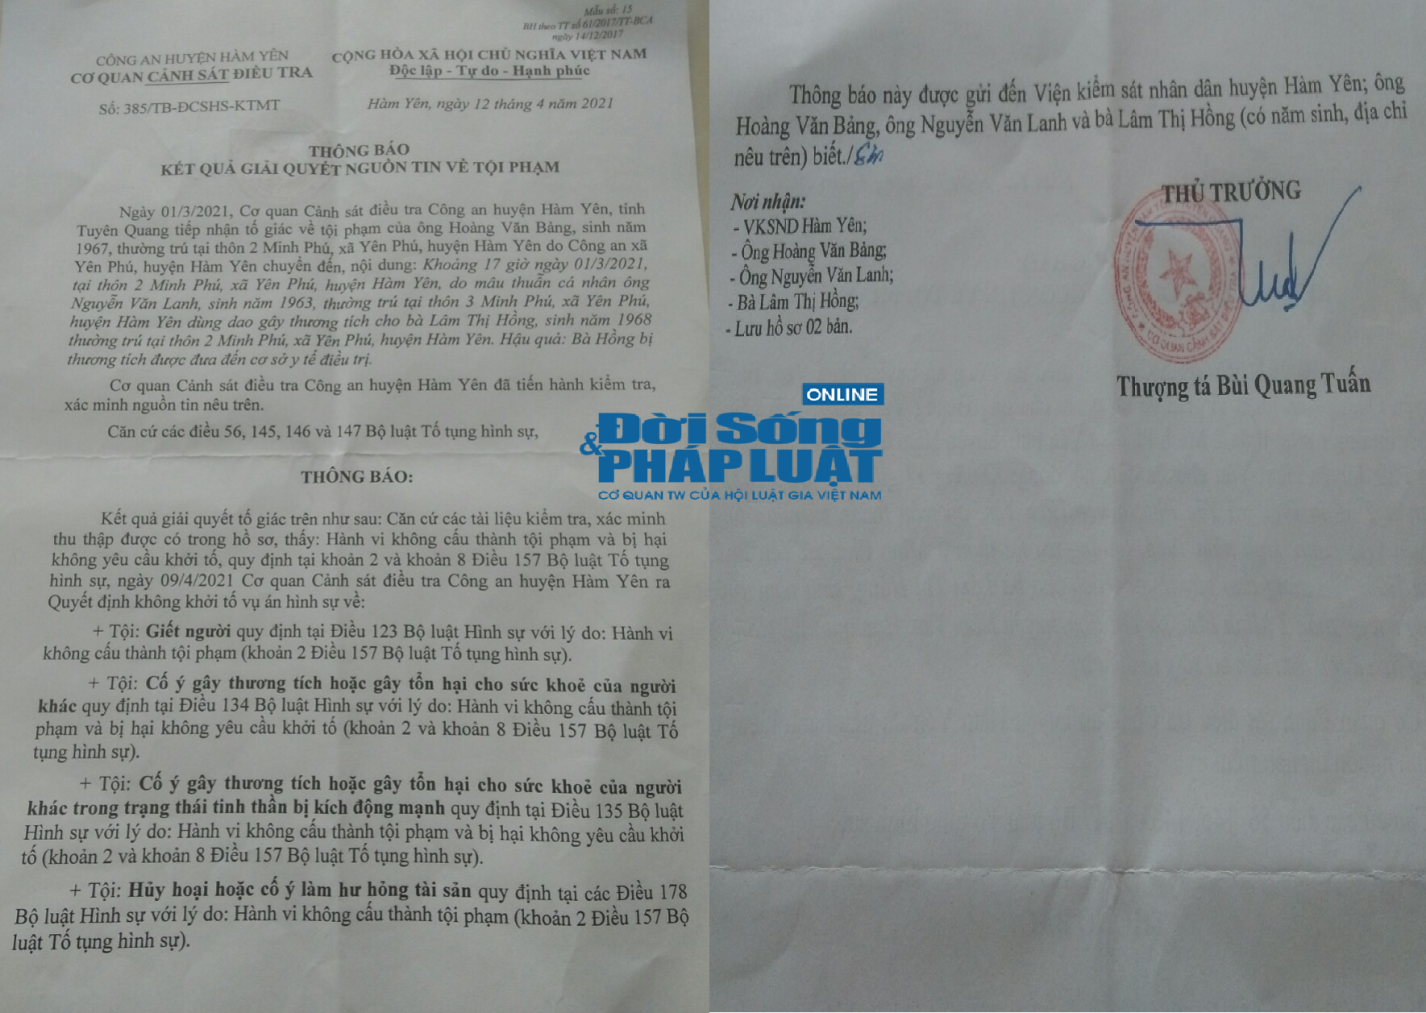 Mẫu số: 15
BH theo TT số 61/2017/TT-BCA
ngày 14/12/2017
CÔNG AN HUYỆN HÀM YÊN
CƠ QUAN CẢNH SÁT ĐIỀU TRA
CỘNG HÒA XÃ HỘI CHỦ NGHĨA VIỆT NAM
Độc lập - Tự do - Hạnh phúc
Số: 385/TB-ĐCSHS-KTMT
Hàm Yên, ngày 12 tháng 4 năm 2021
THÔNG BÁO
KẾT QUẢ GIẢI QUYẾT NGUỒN TIN VỀ TỘI PHẠM
Ngày 01/3/2021, Cơ quan Cảnh sát điều tra Công an huyện Hàm Yên, tỉnh
Tuyên Quang tiếp nhận tố giác về tội phạm của ông Hoàng Văn Bảng, sinh năm
1967, thường trú tại thôn 2 Minh Phú, xã Yên Phú, huyện Hàm Yên do Công an xã
Yên Phú, huyện Hàm Yên chuyển đến, nội dung: Khoảng 17 giờ ngày 01/3/2021,
tại thôn 2 Minh Phú, xã Yên Phú, huyện Hàm Yên, do mâu thuẫn cá nhân ông
Nguyễn Văn Lanh, sinh năm 1963, thường trú tại thôn 3 Minh Phú, xã Yên Phú,
huyện Hàm Yên dùng dao gây thương tích cho bà Lâm Thị Hồng, sinh năm 1968
thường trú tại thôn 2 Minh Phú, xã Yên Phú, huyện Hàm Yên. Hậu quả: Bà Hồng bị
thương tích được đưa đến cơ sở y tế điều trị.
Cơ quan Cảnh sát điều tra Công an huyện Hàm Yên đã tiến hành kiểm tra,
xác minh nguồn tin nêu trên.
Căn cứ các điều 56, 145, 146 và 147 Bộ luật Tố tụng hình sự,
THÔNG BÁO:
Kết quả giải quyết tố giác trên như sau: Căn cứ các tài liệu kiểm tra, xác minh
thu thập được có trong hồ sơ, thấy: Hành vi không cấu thành tội phạm và bị hại
không yêu cầu khởi tố, quy định tại khoản 2 và khoản 8 Điều 157 Bộ luật Tố tụng
hình sự, ngày 09/4/2021 Cơ quan Cảnh sát điều tra Công an huyện Hàm Yên ra
Quyết định không khởi tố vụ án hình sự về:
+ Tội: Giết người quy định tại Điều 123 Bộ luật Hình sự với lý do: Hành vi
không cấu thành tội phạm (khoản 2 Điều 157 Bộ luật Tố tụng hình sự).
+ Tội: Cố ý gây thương tích hoặc gây tổn hại cho sức khoẻ của người
khác quy định tại Điều 134 Bộ luật Hình sự với lý do: Hành vi không cấu thành tội
phạm và bị hại không yêu cầu khởi tố (khoản 2 và khoản 8 Điều 157 Bộ luật Tố
tụng hình sự).
+ Tội: Cố ý gây thương tích hoặc gây tổn hại cho sức khoẻ của người
khác trong trạng thái tinh thần bị kích động mạnh quy định tại Điều 135 Bộ luật
Hình sự với lý do: Hành vi không cấu thành tội phạm và bị hại không yêu cầu khởi
tố (khoản 2 và khoản 8 Điều 157 Bộ luật Tố tụng hình sự).
+ Tội: Hủy hoại hoặc cố ý làm hư hỏng tài sản quy định tại các Điều 178
Bộ luật Hình sự với lý do: Hành vi không cấu thành tội phạm (khoản 2 Điều 157 Bộ
luật Tố tụng hình sự).
Thông báo này được gửi đến Viện kiểm sát nhân dân huyện Hàm Yên; ông
Hoàng Văn Bảng, ông Nguyễn Văn Lanh và bà Lâm Thị Hồng (có năm sinh, địa chỉ
nêu trên) biết./
Nơi nhận:
- VKSND Hàm Yên;
- Ông Hoàng Văn Bảng;
- Ông Nguyễn Văn Lanh;
- Bà Lâm Thị Hồng;
- Lưu hồ sơ 02 bản.
THỦ TRƯỞNG
CƠ QUAN CẢNH SÁT
Thượng tá Bùi Quang Tuấn
ONLINE
Đời Sống
& PHÁP LUẬT
CƠ QUAN TW CỦA HỘI LUẬT GIA VIỆT NAM